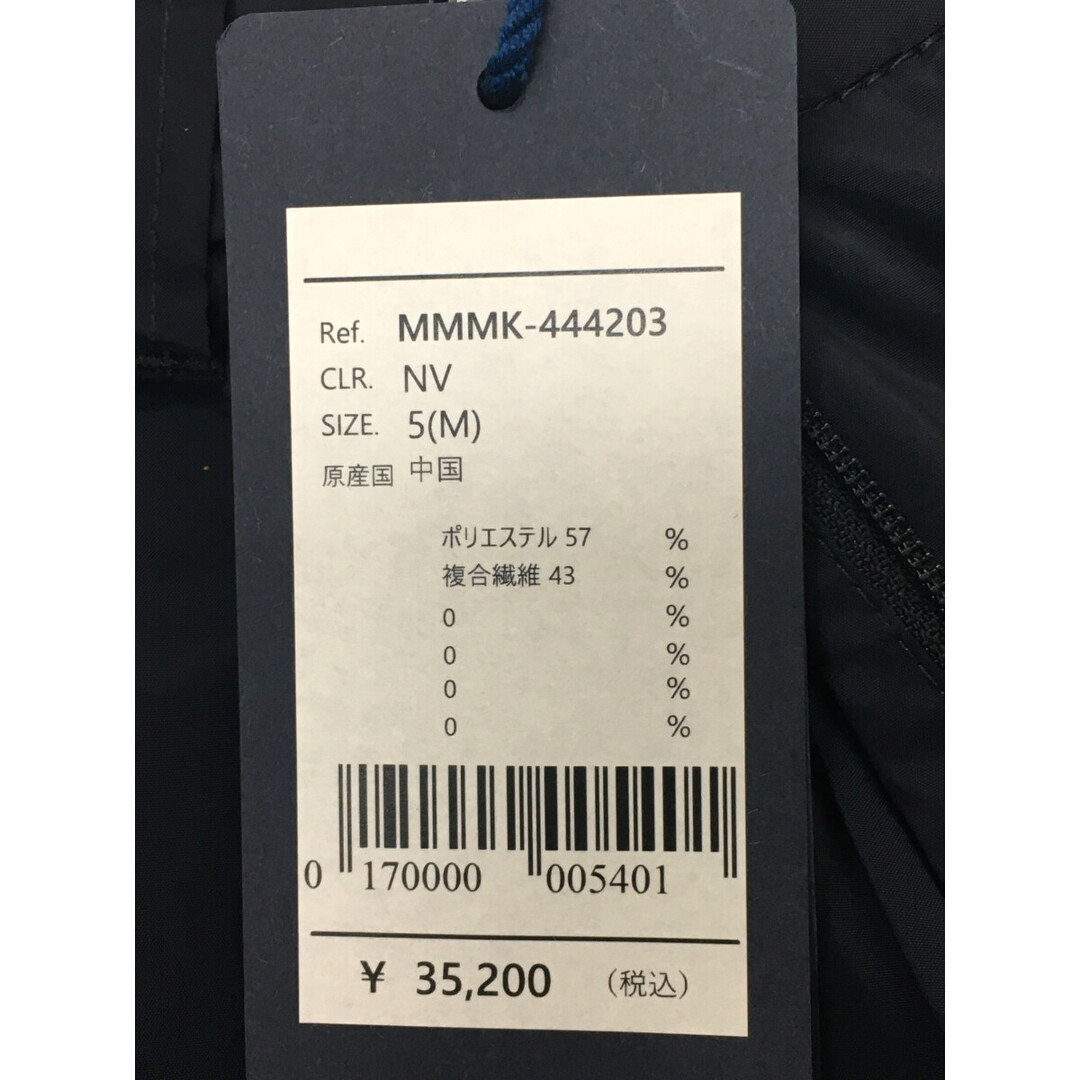 Ref. MMMK-444203
CLR. NV
SIZE. 5(M)
原産国 中国
ポリエステル 57 %
複合繊維 43 %
0 %
0 %
0 %
0 %
0 170000 005401
¥ 35,200 (税込)